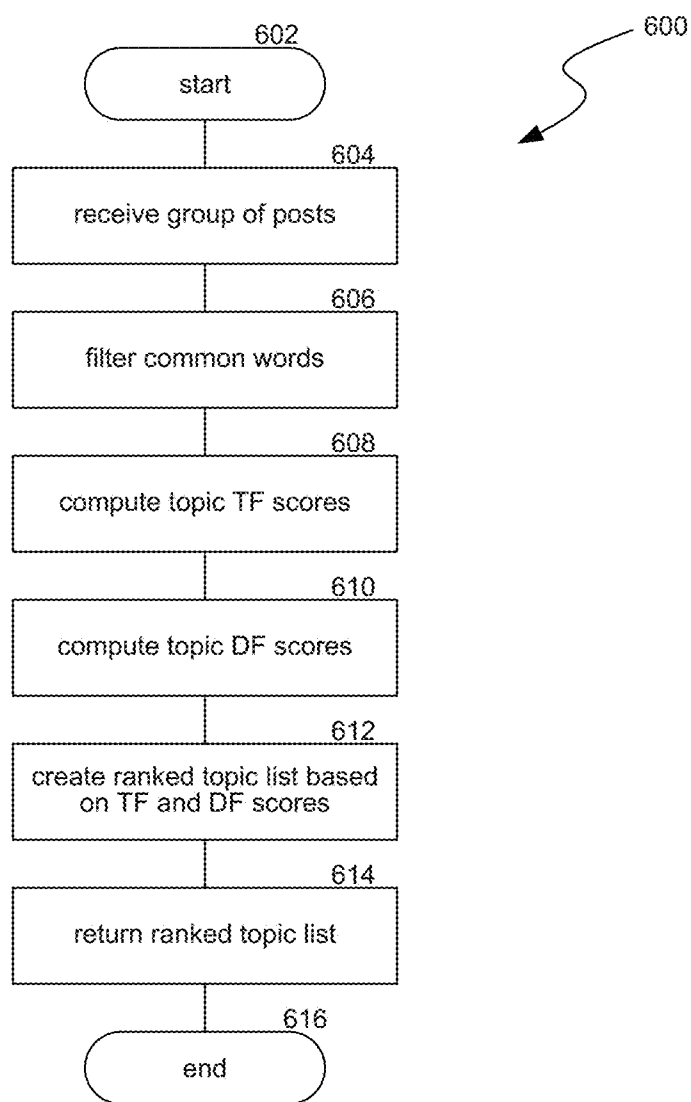 600
602
start
604
receive group of posts
606
filter common words
608
compute topic TF scores
610
compute topic DF scores
612
create ranked topic list based
on TF and DF scores
614
return ranked topic list
616
end